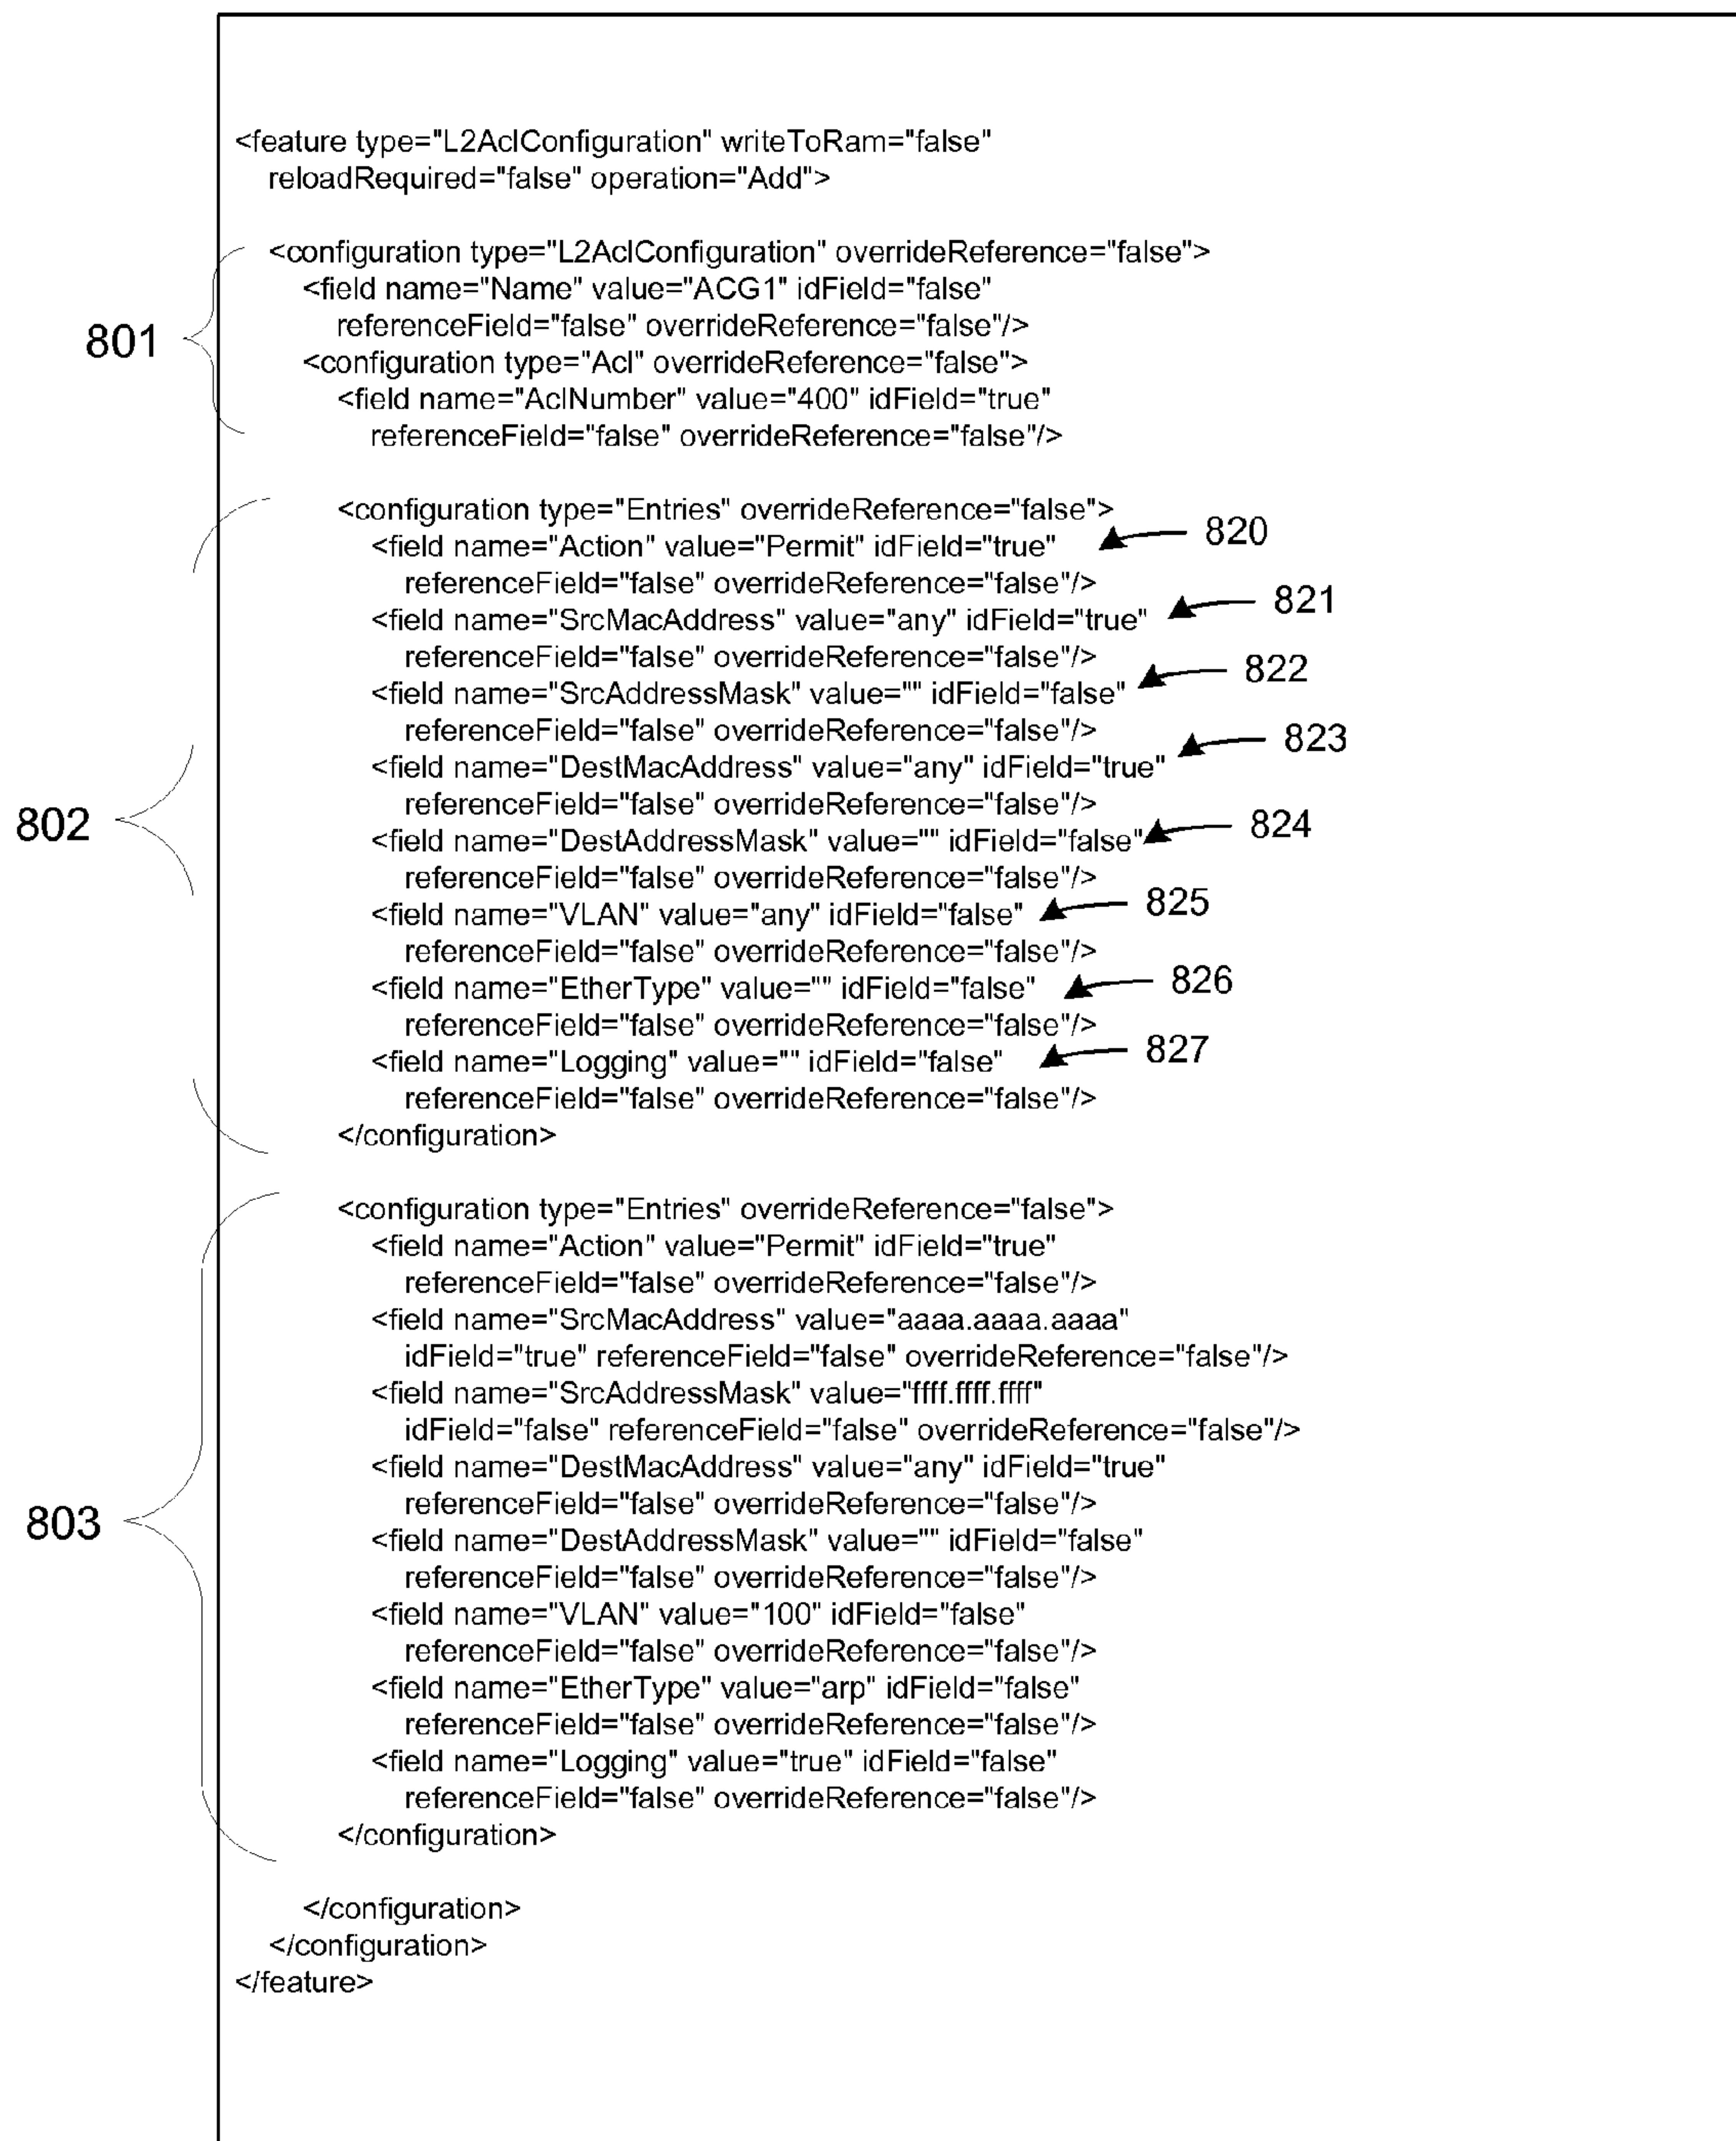 <feature type="L2AclConfiguration" writeToRam="false"
reloadRequired="false" operation="Add">
801
<configuration type="L2AclConfiguration" overrideReference="false">
<field name="Name" value="ACG1" idField="false"
referenceField="false" overrideReference="false"/>
<configuration type="Acl" overrideReference="false">
<field name="AclNumber" value="400" idField="true"
referenceField="false" overrideReference="false"/>
802
<configuration type="Entries" overrideReference="false">
<field name="Action" value="Permit" idField="true" 820
referenceField="false" overrideReference="false"/>
<field name="SrcMacAddress" value="any" idField="true" 821
referenceField="false" overrideReference="false"/>
<field name="SrcAddressMask" value="" idField="false" 822
referenceField="false" overrideReference="false"/>
<field name="DestMacAddress" value="any" idField="true" 823
referenceField="false" overrideReference="false"/>
<field name="DestAddressMask" value="" idField="false" 824
referenceField="false" overrideReference="false"/>
<field name="VLAN" value="any" idField="false" 825
referenceField="false" overrideReference="false"/>
<field name="EtherType" value="" idField="false" 826
referenceField="false" overrideReference="false"/>
<field name="Logging" value="" idField="false" 827
referenceField="false" overrideReference="false"/>
</configuration>
803
<configuration type="Entries" overrideReference="false">
<field name="Action" value="Permit" idField="true"
referenceField="false" overrideReference="false"/>
<field name="SrcMacAddress" value="aaaa.aaaa.aaaa"
idField="true" referenceField="false" overrideReference="false"/>
<field name="SrcAddressMask" value="ffff.ffff.ffff"
idField="false" referenceField="false" overrideReference="false"/>
<field name="DestMacAddress" value="any" idField="true"
referenceField="false" overrideReference="false"/>
<field name="DestAddressMask" value="" idField="false"
referenceField="false" overrideReference="false"/>
<field name="VLAN" value="100" idField="false"
referenceField="false" overrideReference="false"/>
<field name="EtherType" value="arp" idField="false"
referenceField="false" overrideReference="false"/>
<field name="Logging" value="true" idField="false"
referenceField="false" overrideReference="false"/>
</configuration>
</configuration>
</configuration>
</feature>